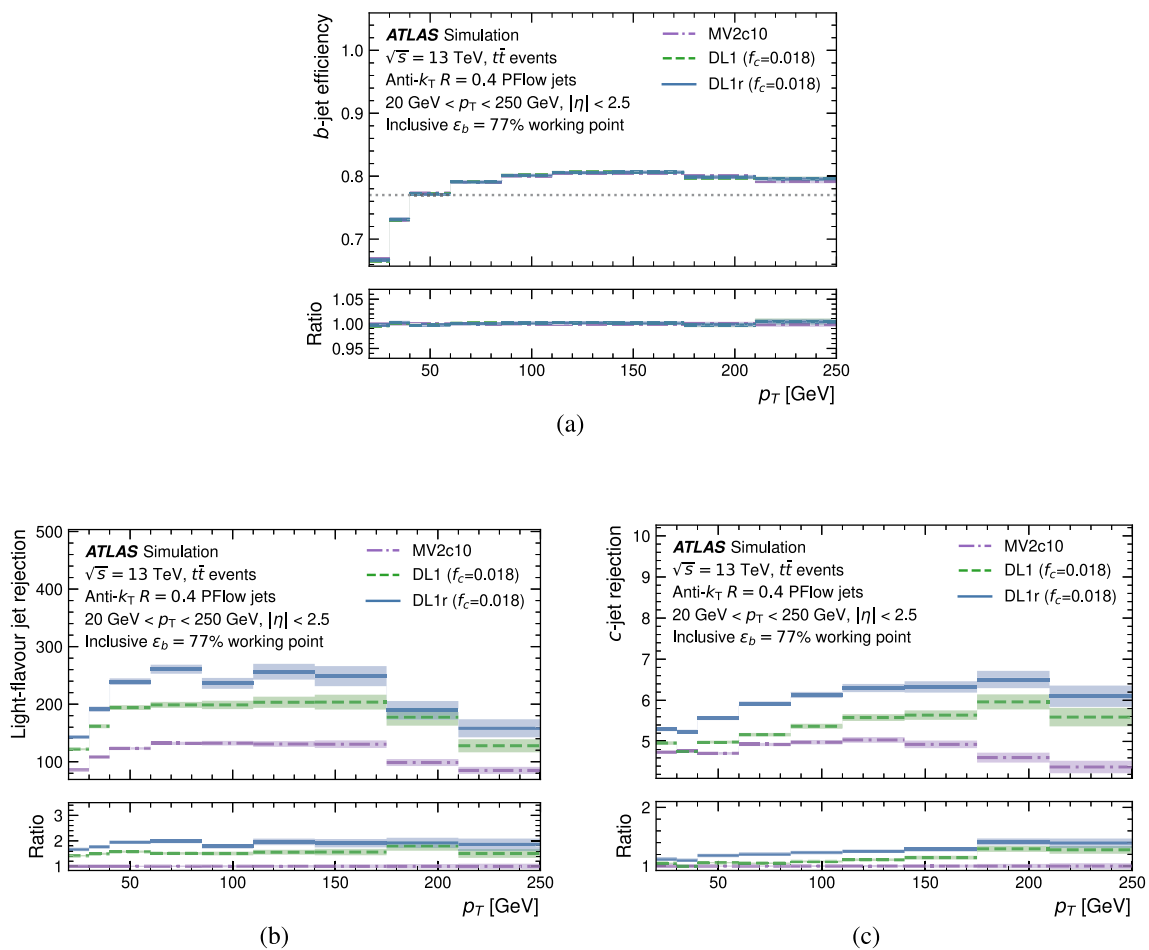 ATLAS Simulation
√s = 13 TeV, tt̄ events
Anti-kT R = 0.4 PFlow jets
20 GeV < pT < 250 GeV, |η| < 2.5
Inclusive εb = 77% working point
MV2c10
DL1 (fc=0.018)
DL1r (fc=0.018)
b-jet efficiency
1.0
0.9
0.8
0.7
Ratio
1.05
1.00
0.95
50 100 150 200 250
pT [GeV]
(a)
ATLAS Simulation
√s = 13 TeV, tt̄ events
Anti-kT R = 0.4 PFlow jets
20 GeV < pT < 250 GeV, |η| < 2.5
Inclusive εb = 77% working point
MV2c10
DL1 (fc=0.018)
DL1r (fc=0.018)
Light-flavour jet rejection
500
400
300
200
100
Ratio
3
2
1
50 100 150 200 250
pT [GeV]
(b)
ATLAS Simulation
√s = 13 TeV, tt̄ events
Anti-kT R = 0.4 PFlow jets
20 GeV < pT < 250 GeV, |η| < 2.5
Inclusive εb = 77% working point
MV2c10
DL1 (fc=0.018)
DL1r (fc=0.018)
c-jet rejection
10
9
8
7
6
5
Ratio
2
1
50 100 150 200 250
pT [GeV]
(c)